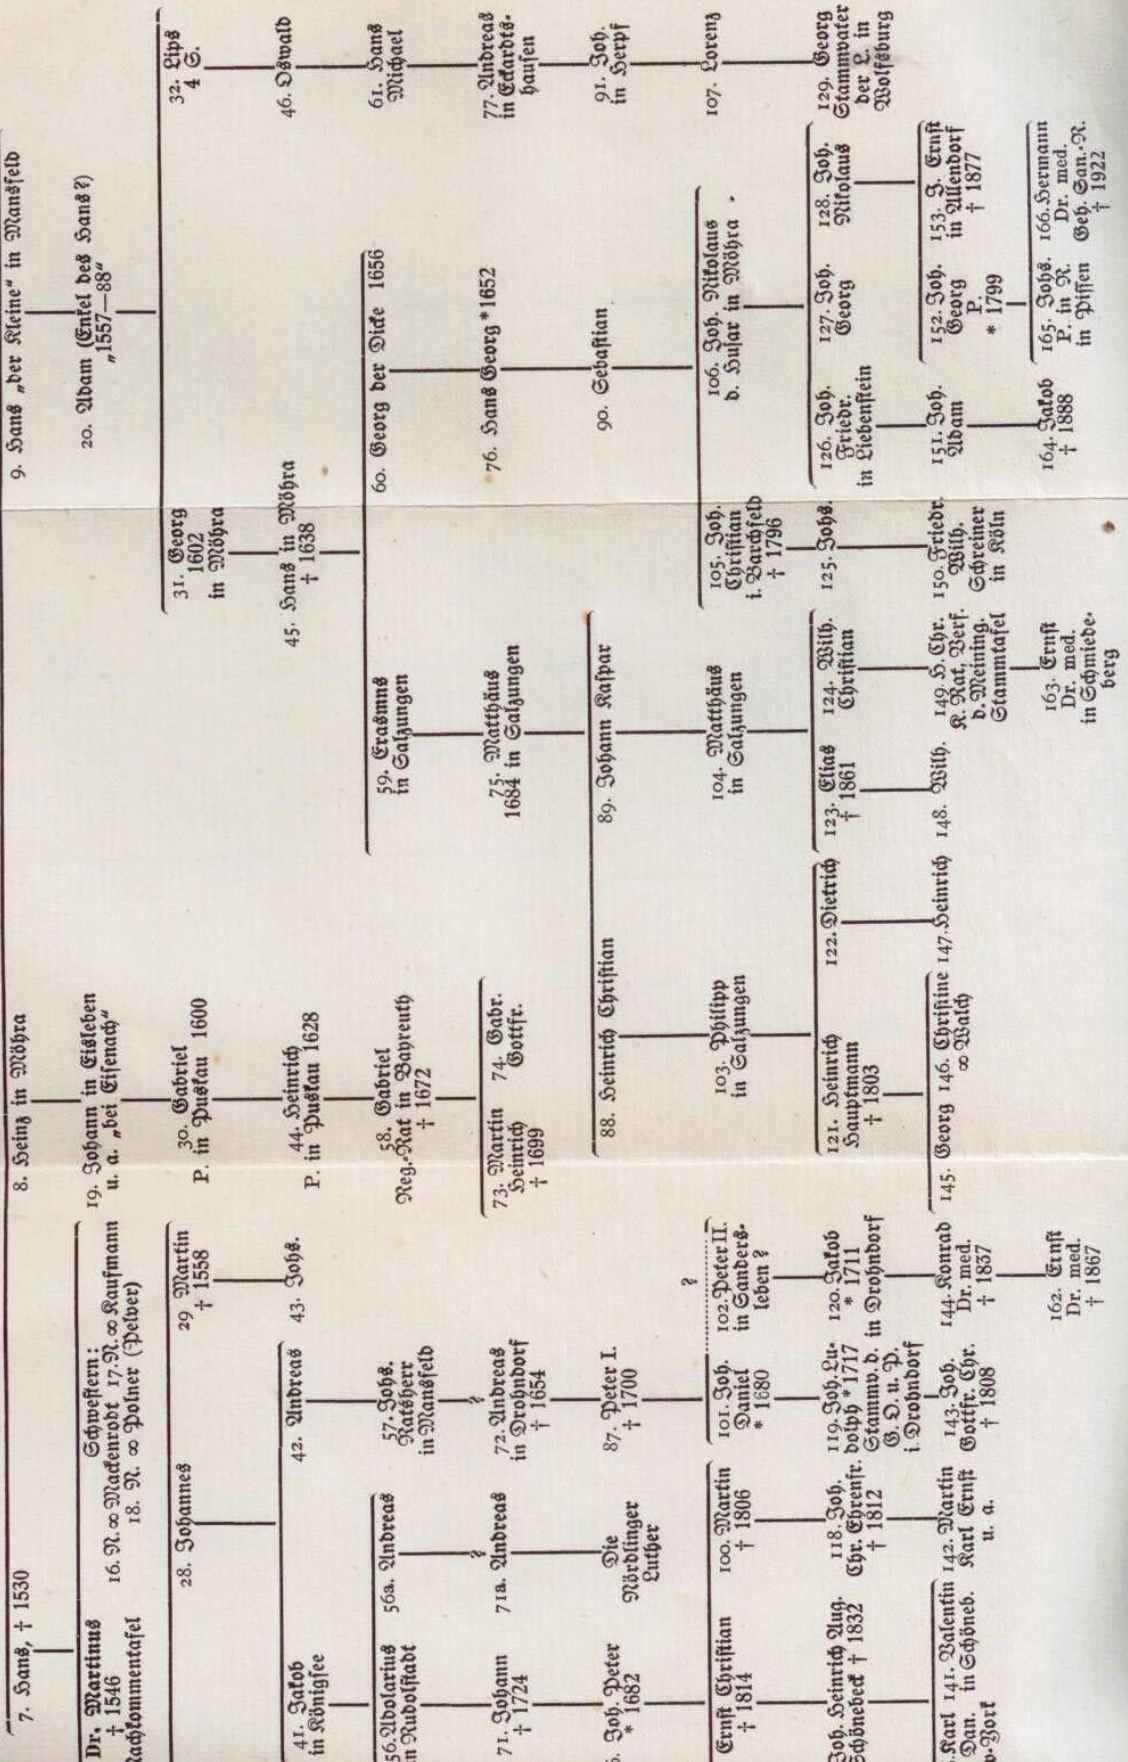 7. Hans, † 1530
8. Heinz in Möhra
9. Hans „der Kleine“ in Mansfeld
Dr. Martinus
† 1546
Nachkommentafel
Schwestern:
16. N. ∞ Mackenrodt 17. N. ∞ Kaufmann
18. N. ∞ Polner (Pelver)
19. Johann in Eisleben
u. a. „bei Eisenach“
20. Adam (Enkel des Hans?)
„1557—88“
28. Johannes
29 Martin
† 1558
30. Gabriel
P. in Puskau 1600
31. Georg
1602
in Möhra
32. Lips
4 S.
41. Jakob
in Königsee
42. Andreas
43. Johs.
44. Heinrich
P. in Puskau 1628
45. Hans in Möhra
† 1638
46. Oswald
56. Avolarius
in Rudolstadt
56a. Andreas
57. Johs.
Ratsherr
in Mansfeld
58. Gabriel
Reg.-Rat in Bayreuth
† 1672
59. Erasmus
in Salzungen
60. Georg der Dicke 1656
61. Hans
Michael
71. Johann
† 1724
?
71a. Andreas
?
72. Andreas
in Drohndorf
† 1654
73. Martin
Heinrich
† 1699
74. Gabr.
Gottfr.
75. Matthäus
1684 in Salzungen
76. Hans Georg *1652
77. Andreas
in Eckardts-
hausen
Joh. Peter
* 1682
Die
Nördlinger
Luther
87. Peter I.
† 1700
88. Heinrich Christian
89. Johann Kaspar
90. Sebastian
91. Joh.
in Herpf
?
Ernst Christian
† 1814
100. Martin
† 1806
101. Joh.
Daniel
* 1680
102. Peter II.
in Sanders-
leben ?
103. Philipp
in Salzungen
104. Matthäus
in Salzungen
105. Joh.
Christian
i. Barchfeld
† 1796
106. Joh. Nikolaus
d. Husar in Möhra
107. Lorenz
Joh. Heinrich Aug.
Schönebeck † 1832
118. Joh.
Chr. Ehrenfr.
† 1812
119. Joh. Lu-
dolph *1717
Stammv. d.
G. O. u. P.
i. Drohndorf
120. Jakob
* 1711
in Drohndorf
121. Heinrich
Hauptmann
† 1803
122. Dietrich
123. Elias
† 1861
124. Wilh.
Christian
125. Johs.
126. Joh.
Friedr.
in Liebenstein
127. Joh.
Georg
128. Joh.
Nikolaus
129. Georg
Stammvater
der L. in
Wolfsburg
Karl
Dan.
w-York
141. Valentin
in Schöneb.
142. Martin
Karl Ernst
u. a.
143. Joh.
Gottfr. Chr.
† 1808
144. Konrad
Dr. med.
† 1837
145. Georg
146. Christine
∞ Walch
147. Heinrich
148. Wilh.
149. H. Chr.
K. Rat, Verf.
d. Meining.
Stammtafel
150. Friedr.
Wilh.
Schreiner
in Köln
151. Joh.
Adam
152. Joh.
Georg
P.
* 1799
153. J. Ernst
in Allendorf
† 1877
162. Ernst
Dr. med.
† 1867
163. Ernst
Dr. med.
in Schmiede-
berg
164. Jakob
† 1888
165. Johs.
P. in R.
in Pissen
166. Hermann
Dr. med.
Geh. San.-R.
† 1922